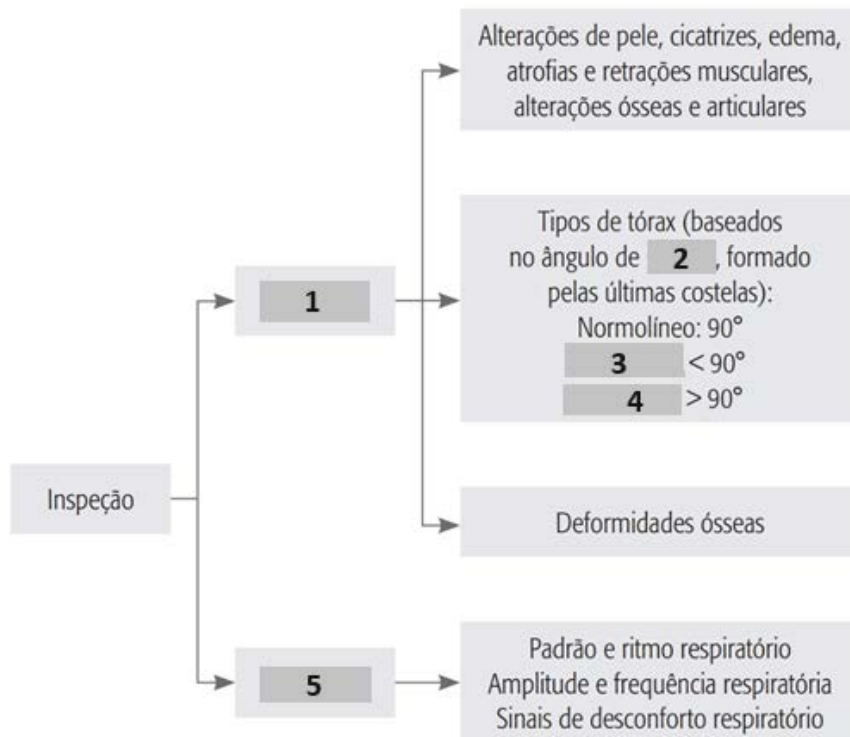 Alterações de pele, cicatrizes, edema,
atrofias e retrações musculares,
alterações ósseas e articulares
Tipos de tórax (baseados
no ângulo de 2, formado
pelas últimas costelas):
Normolíneo: 90°
3 < 90°
4 > 90°
1
Inspeção
Deformidades ósseas
5
Padrão e ritmo respiratório
Amplitude e frequência respiratória
Sinais de desconforto respiratório